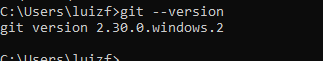 C:\Users\luizf>git --version
git version 2.30.0.windows.2
C:\Users\luizf>